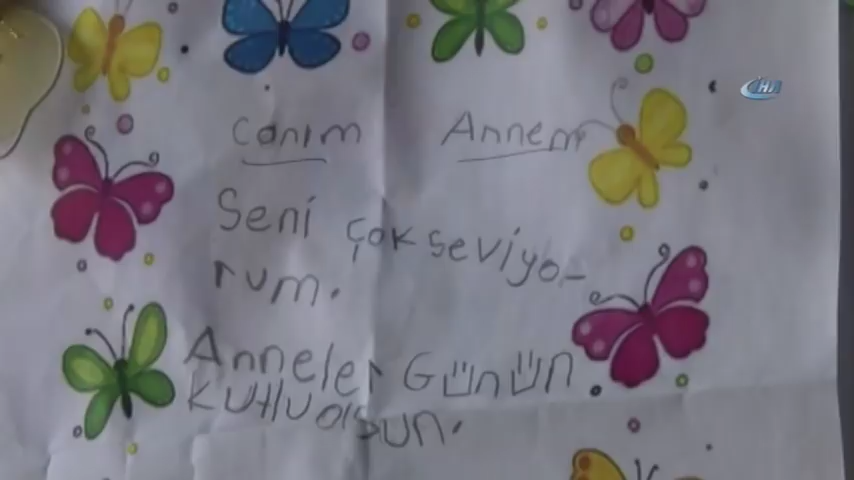 Canım Annem
Seni çok seviyo-
rum.
Anneler Günün
kutlu olsun.
İHA